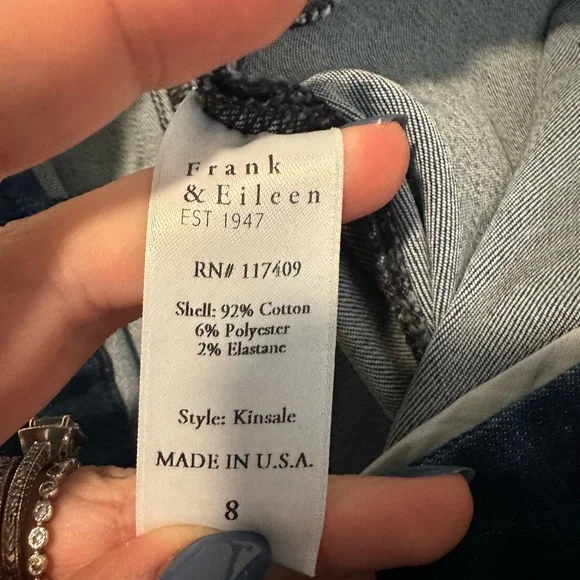 Frank
& Eileen
EST 1947
RN# 117409
Shell: 92% Cotton
6% Polyester
2% Elastane
Style: Kinsale
MADE IN U.S.A.
8